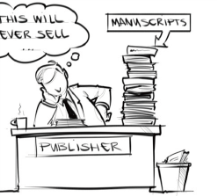 THIS WILL
EVER SELL
...
MANUSCRIPTS
PUBLISHER